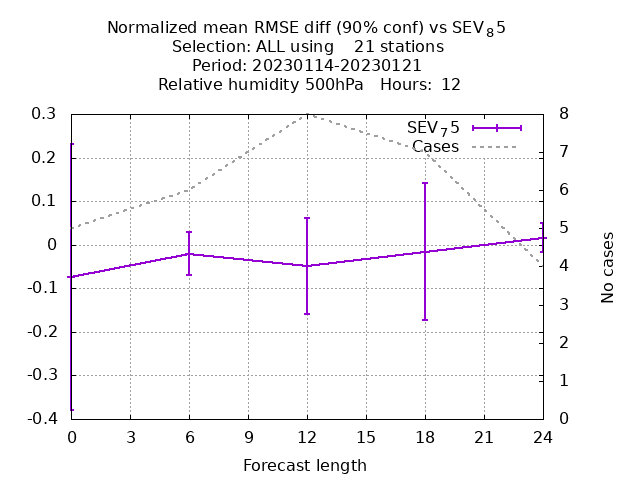 Normalized mean RMSE diff (90% conf) vs SEV₈5
Selection: ALL using 21 stations
Period: 20230114-20230121
Relative humidity 500hPa Hours: 12
0.3
0.2
0.1
0
-0.1
-0.2
-0.3
-0.4
8
7
6
5
4
3
2
1
0
SEV₇5
Cases
No cases
0 3 6 9 12 15 18 21 24
Forecast length